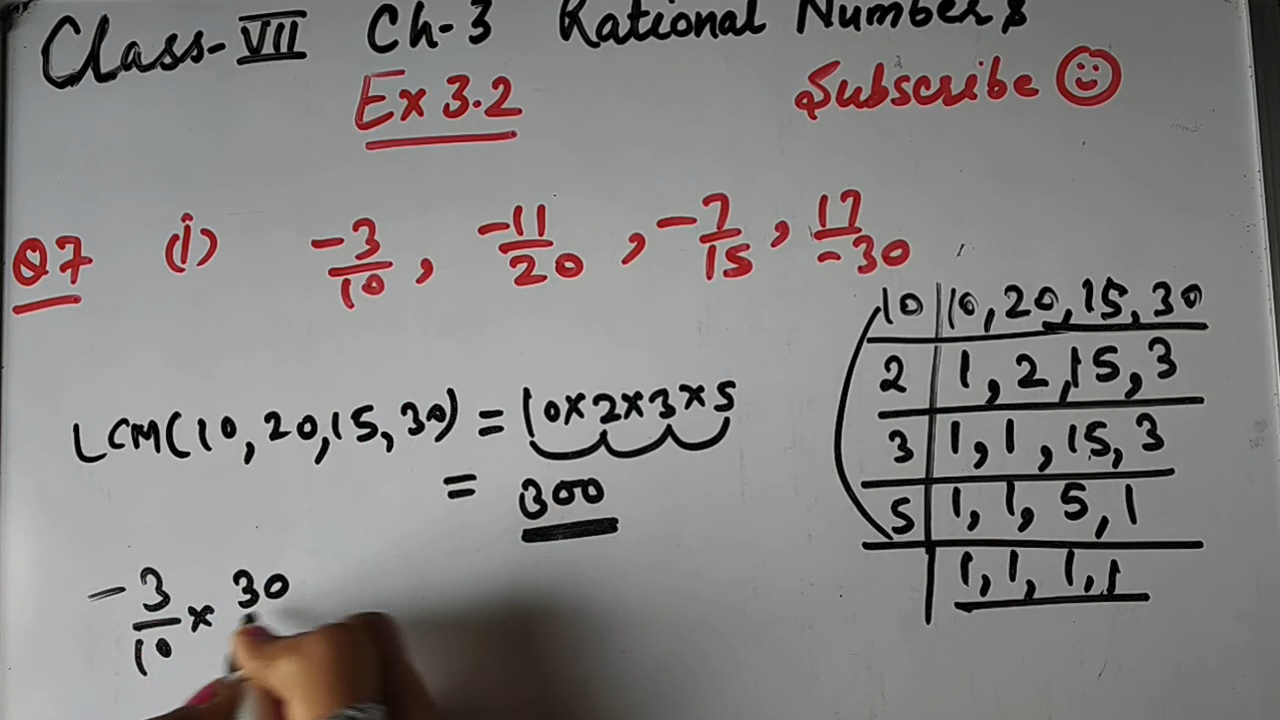 Class-VII Ch-3 Rational Numbers
Ex 3.2
Subscribe
Q7 (i) -3/10, -11/20, -7/15, 17/-30
LCM(10,20,15,30) = 10×2×3×5
= 300
10 | 10, 20, 15, 30
2 | 1, 2, 15, 3
3 | 1, 1, 15, 3
5 | 1, 1, 5, 1
| 1, 1, 1, 1
-3/10 × 30